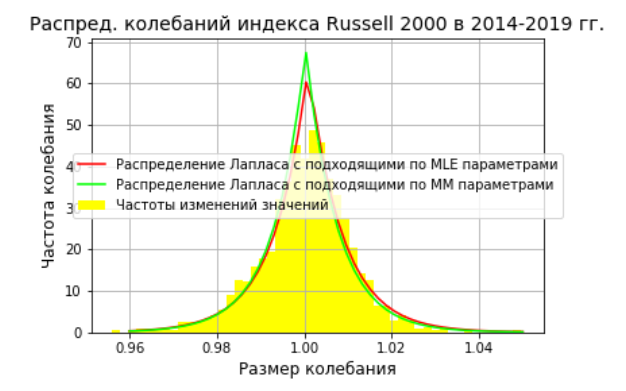 Распред. колебаний индекса Russell 2000 в 2014-2019 гг.
70
60
50
40
30
20
10
0
Частота колебания
Распределение Лапласа с подходящими по MLE параметрами
Распределение Лапласа с подходящими по MM параметрами
Частоты изменений значений
0.96 0.98 1.00 1.02 1.04
Размер колебания